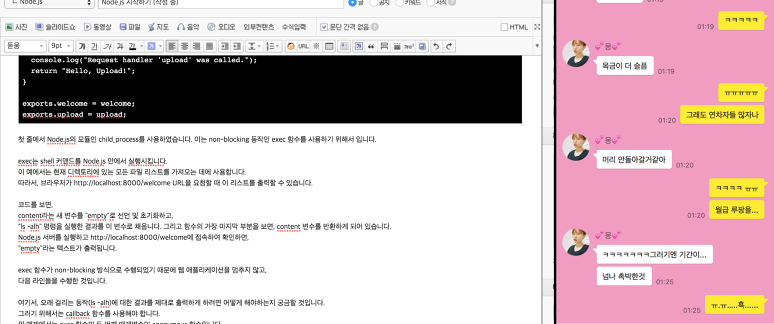 Node.js
Node.js 시작하기 (작성 중)
글 공지 키워드 서식
사진 슬라이드쇼 동영상 파일 지도 음악 오디오 외부컨텐츠 수식입력 문단 간격 없음 HTML
돋움 9pt 가 가 가 가 가 가 URL
console.log("Request handler 'upload' was called.");
return "Hello, Upload!";
}
exports.welcome = welcome;
exports.upload = upload;
첫 줄에서 Node.js의 모듈인 child_process를 사용하였습니다. 이는 non-blocking 동작인 exec 함수를 사용하기 위해서 입니다.
exec는 shell 커맨드를 Node.js 안에서 실행시킵니다.
이 예에서는 현재 디렉토리에 있는 모든 파일 리스트를 가져오는 데에 사용합니다.
따라서, 브라우저가 http://localhost:8000/welcome URL을 요청할 때 이 리스트를 출력할 수 있습니다.
코드를 보면,
content라는 새 변수를 "empty"로 선언 및 초기화하고,
"ls -alh" 명령을 실행한 결과를 이 변수로 채웁니다. 그리고 함수의 가장 마지막 부분을 보면, content 변수를 반환하게 되어 있습니다.
Node.js 서버를 실행하고 http://localhost:8000/welcome에 접속하여 확인하면,
"empty"라는 텍스트가 출력됩니다.
exec 함수가 non-blocking 방식으로 수행되었기 때문에 웹 애플리케이션을 멈추지 않고,
다음 라인들을 수행한 것입니다.
여기서, 오래 걸리는 동작(ls -alh)에 대한 결과를 제대로 출력하게 하려면 어떻게 해야하는지 궁금할 것입니다.
그러기 위해서는 callback 함수를 사용해야 합니다.
01:19
01:19 ㅋㅋㅋㅋㅋ
몽
목금이 더 슬픔 01:19
ㅠㅠㅠㅠㅠ
01:20 그래도 연차자들 많자나
몽
머리 안돌아갈거같아 01:20
ㅋㅋㅋㅋ ㅠㅠ
01:20 월급 루팡을...
몽
ㅋㅋㅋㅋㅋㅋㅋ그러기엔 기간이...
넘나 촉박한것 01:25
01:25 ㅠ.ㅠ.....흑......